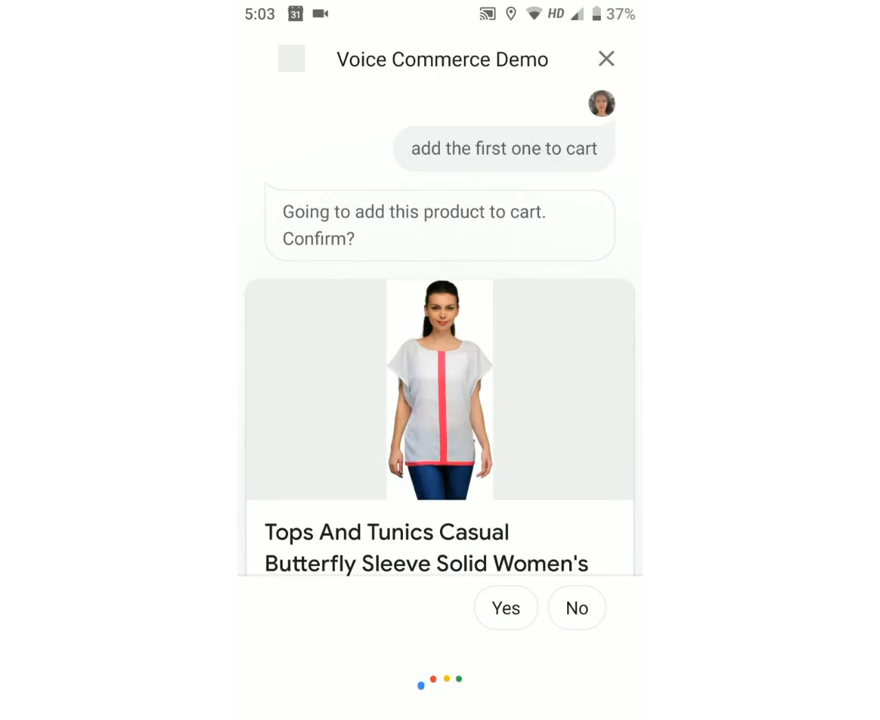 5:03 31 HD 37%
Voice Commerce Demo
add the first one to cart
Going to add this product to cart.
Confirm?
Tops And Tunics Casual
Butterfly Sleeve Solid Women's
Yes No